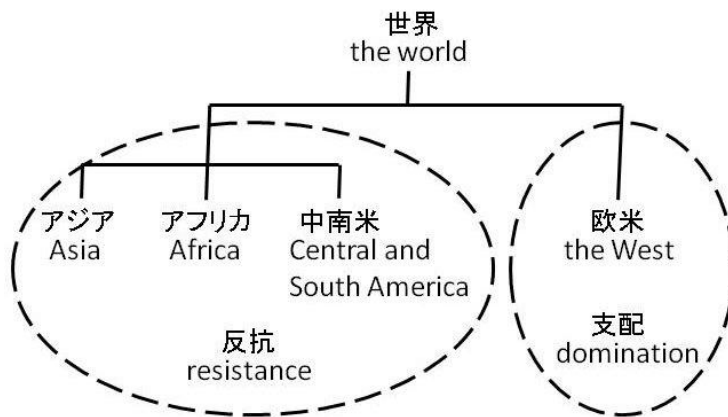 世界
the world
アジア
Asia
アフリカ
Africa
中南米
Central and
South America
欧米
the West
反抗
resistance
支配
domination